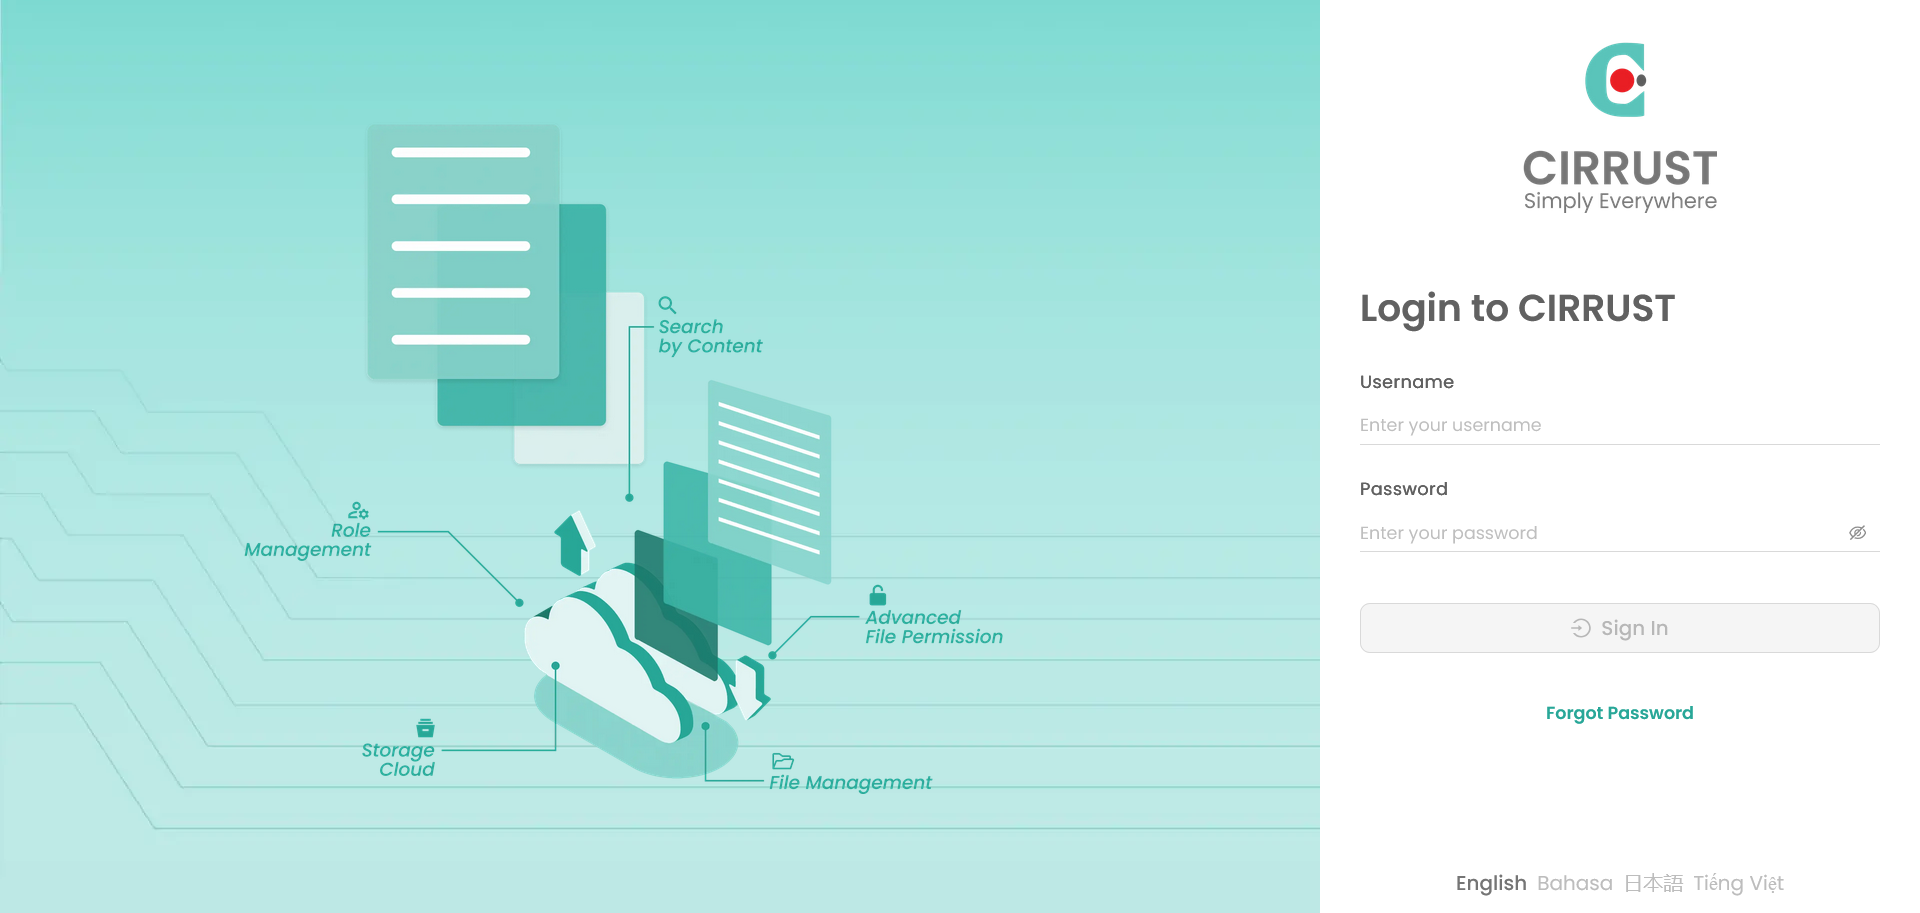 Search
by Content
Role
Management
Advanced
File Permission
Storage
Cloud
File Management
CIRRUST
Simply Everywhere
Login to CIRRUST
Username
Enter your username
Password
Enter your password
Sign In
Forgot Password
English Bahasa 日本語 Tiếng Việt